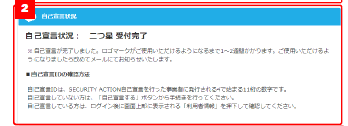 2
自己宣言状況
自己宣言状況： 二つ星 受付完了
※自己宣言が完了しました。ロゴマークがご使用いただけるようになるまで1～2週間かかります。ご使用いただけるよ
うになりましたら改めてメールにてお知らせいたします。
■自己宣言IDの確認方法
自己宣言IDは、SECURITY ACTION自己宣言を行った事業者に発行される4で始まる11桁の数字です。
自己宣言していない方は、「自己宣言する」ボタンから手続きを行ってください。
自己宣言している方は、ログイン後に画面上部に表示される「利用者情報」を押下して確認してください。